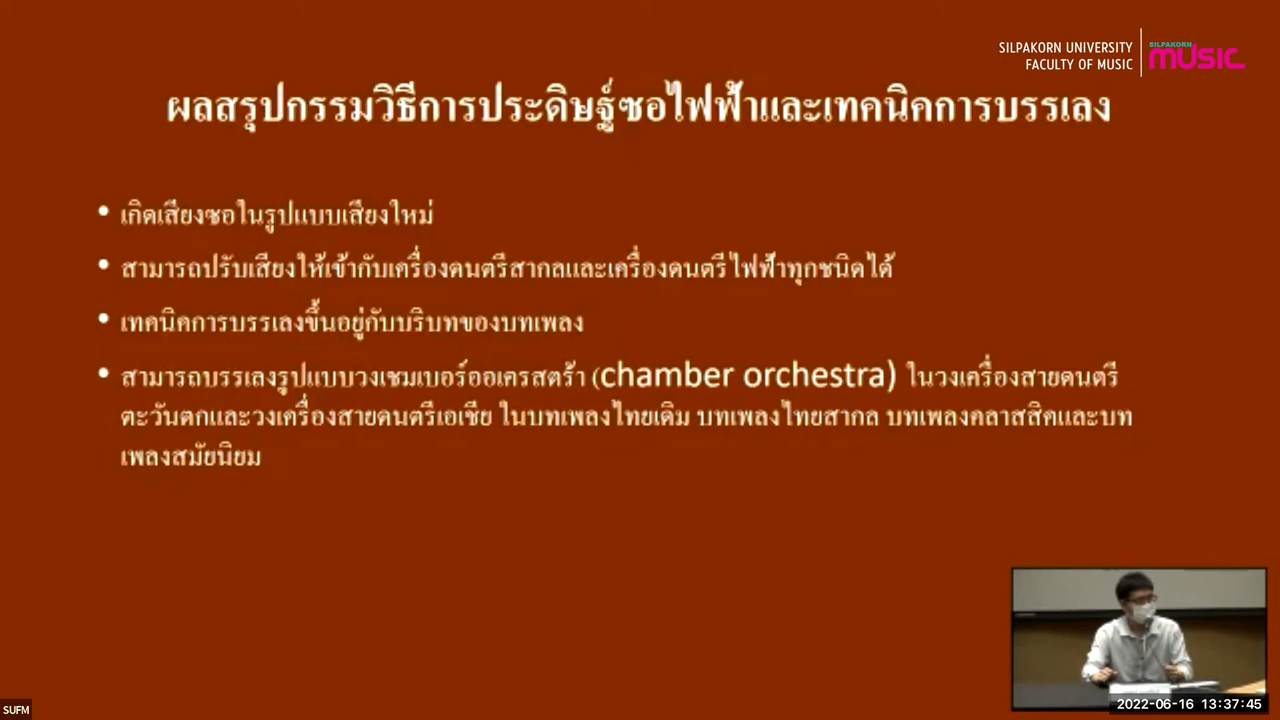 SILPAKORN UNIVERSITY
FACULTY OF MUSIC
SILPAKORN
MUSIC
ผลสรุปกรรมวิธีการประดิษฐ์ซอไฟฟ้าและเทคนิคการบรรเลง
• เกิดเสียงซอในรูปแบบเสียงใหม่
• สามารถปรับเสียงให้เข้ากับเครื่องดนตรีสากลและเครื่องดนตรีไฟฟ้าทุกชนิดได้
• เทคนิคการบรรเลงขึ้นอยู่กับบริบทของบทเพลง
• สามารถบรรเลงรูปแบบวงเชมเบอร์ออเครสตร้า (chamber orchestra) ในวงเครื่องสายดนตรี
ตะวันตกและวงเครื่องสายดนตรีเอเชีย ในบทเพลงไทยเดิม บทเพลงไทยสากล บทเพลงคลาสสิคและบท
เพลงสมัยนิยม
SUFM
2022-06-16 13:37:45